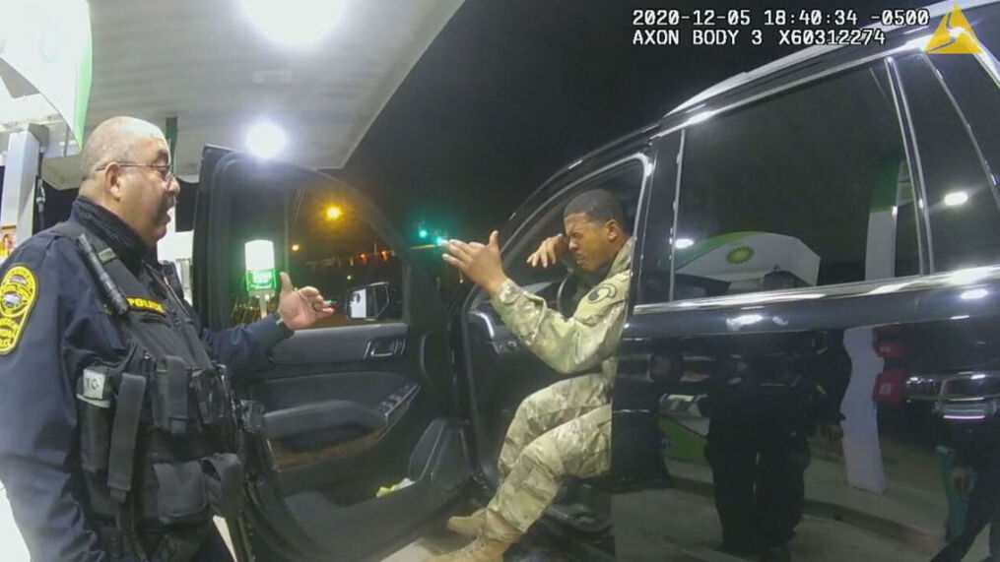 2020-12-05 18:40:34 -0500
AXON BODY 3 X60312274
POLICE
bp